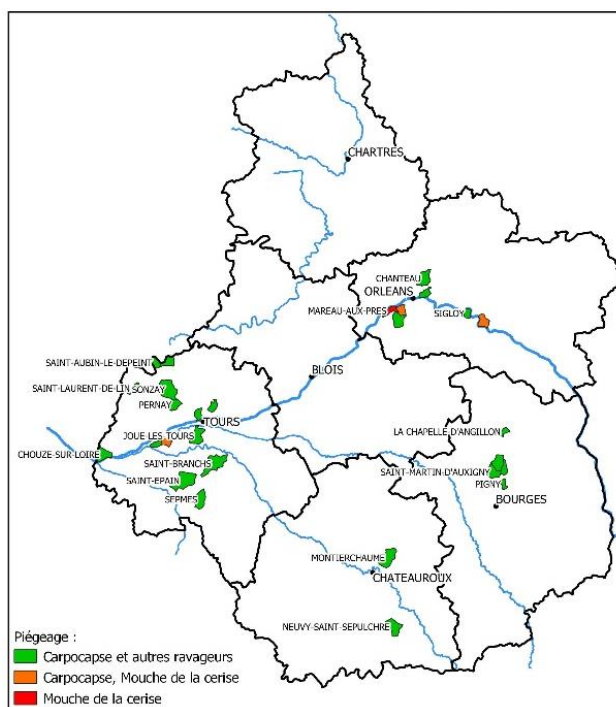 CHARTRES
CHANTEAU
ORLEANS
MAREAU-AUX-PRES
SIGLOY
SAINT-AUBIN-LE-DEPEINT
BLOIS
SAINT-LAURENT-DE-LIN
SONZAY
PERNAY
TOURS
JOUE LES TOURS
LA CHAPELLE D'ANGILLON
CHOUZE-SUR-LOIRE
SAINT-BRANCHS
SAINT-MARTIN-D'AUXIGNY
SAINT-EPAIN
PIGNY
SEPMES
BOURGES
MONTIERCHAUME
CHATEAUROUX
NEUVY-SAINT-SEPULCHRE
Piégeage :
Carpocapse et autres ravageurs
Carpocapse, Mouche de la cerise
Mouche de la cerise